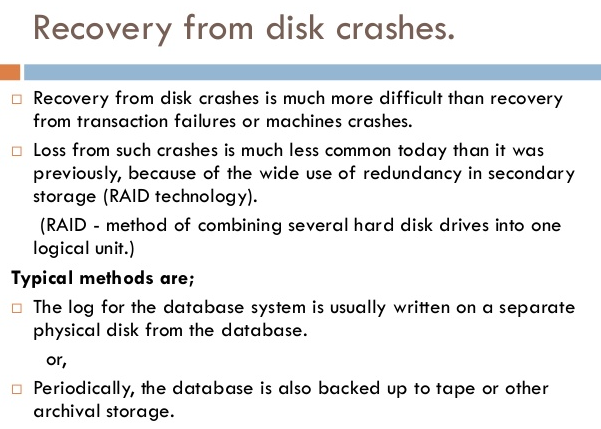 Recovery from disk crashes.
Recovery from disk crashes is much more difficult than recovery
from transaction failures or machines crashes.
Loss from such crashes is much less common today than it was
previously, because of the wide use of redundancy in secondary
storage (RAID technology).
(RAID - method of combining several hard disk drives into one
logical unit.)
Typical methods are;
The log for the database system is usually written on a separate
physical disk from the database.
or,
Periodically, the database is also backed up to tape or other
archival storage.